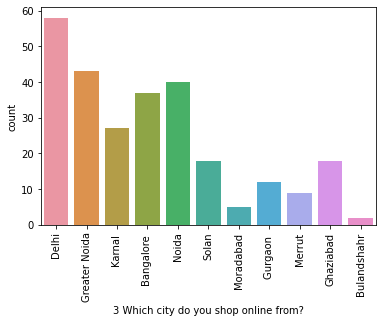 60
50
40
30
20
10
0
count
Delhi
Greater Noida
Karnal
Bangalore
Noida
Solan
Moradabad
Gurgaon
Merrut
Ghaziabad
Bulandshahr
3 Which city do you shop online from?